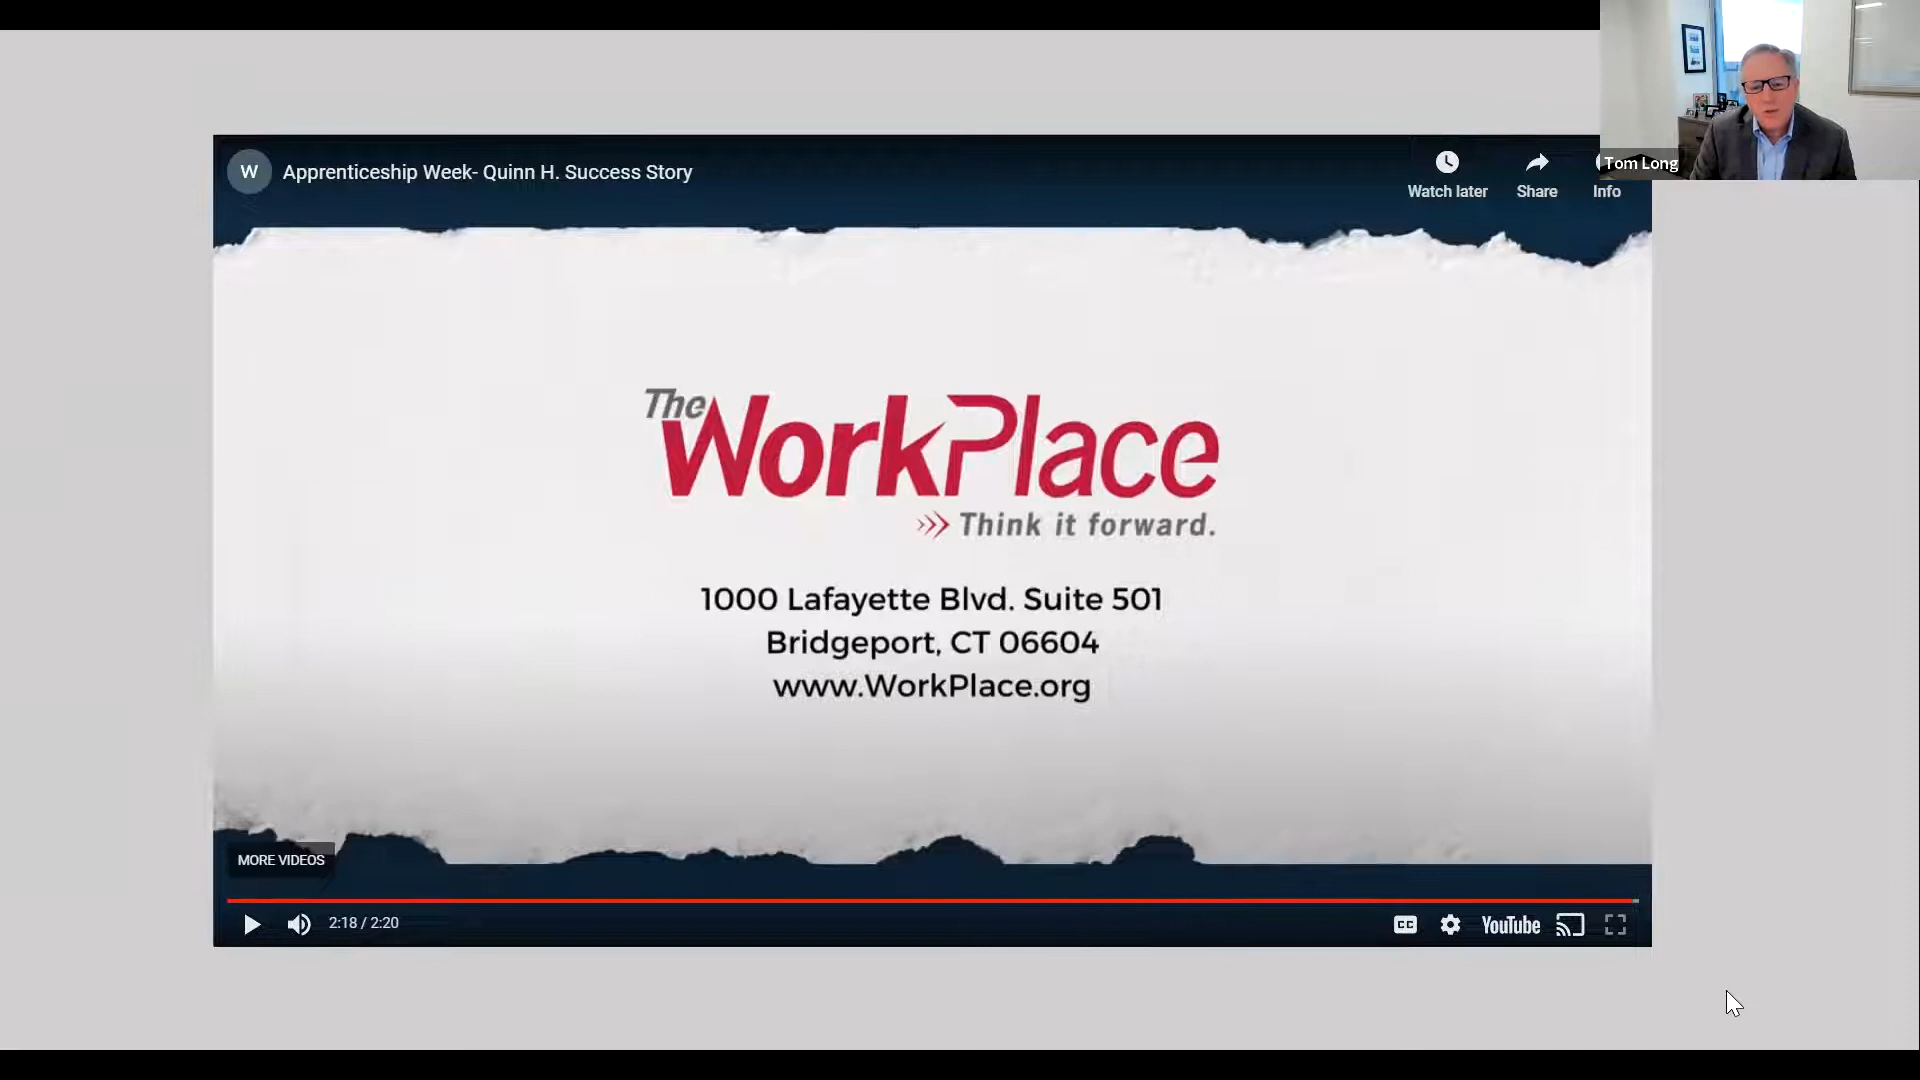 W
Apprenticeship Week- Quinn H. Success Story
Watch later
Share
Info
Tom Long
The
WorkPlace
Think it forward.
1000 Lafayette Blvd. Suite 501
Bridgeport, CT 06604
www.WorkPlace.org
MORE VIDEOS
2:18 / 2:20
CC
YouTube